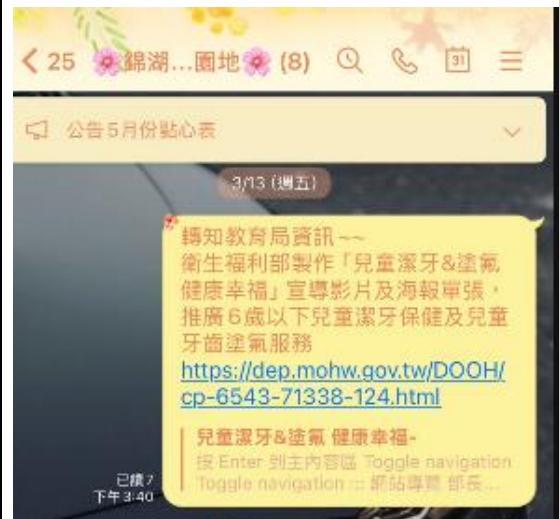 25 🌸錦湖...園地🌸 (8)
31
公告5月份點心表
3/13 (週五)
轉知教育局資訊~~
衛生福利部製作「兒童潔牙&塗氟
健康幸福」宣導影片及海報單張，
推廣6歲以下兒童潔牙保健及兒童
牙齒塗氟服務
https://dep.mohw.gov.tw/DOOH/
cp-6543-71338-124.html
兒童潔牙&塗氟 健康幸福-
按 Enter 到主內容區 Toggle navigation
Toggle navigation ::: 網站導覽 部長...
已讀7
下午3:40